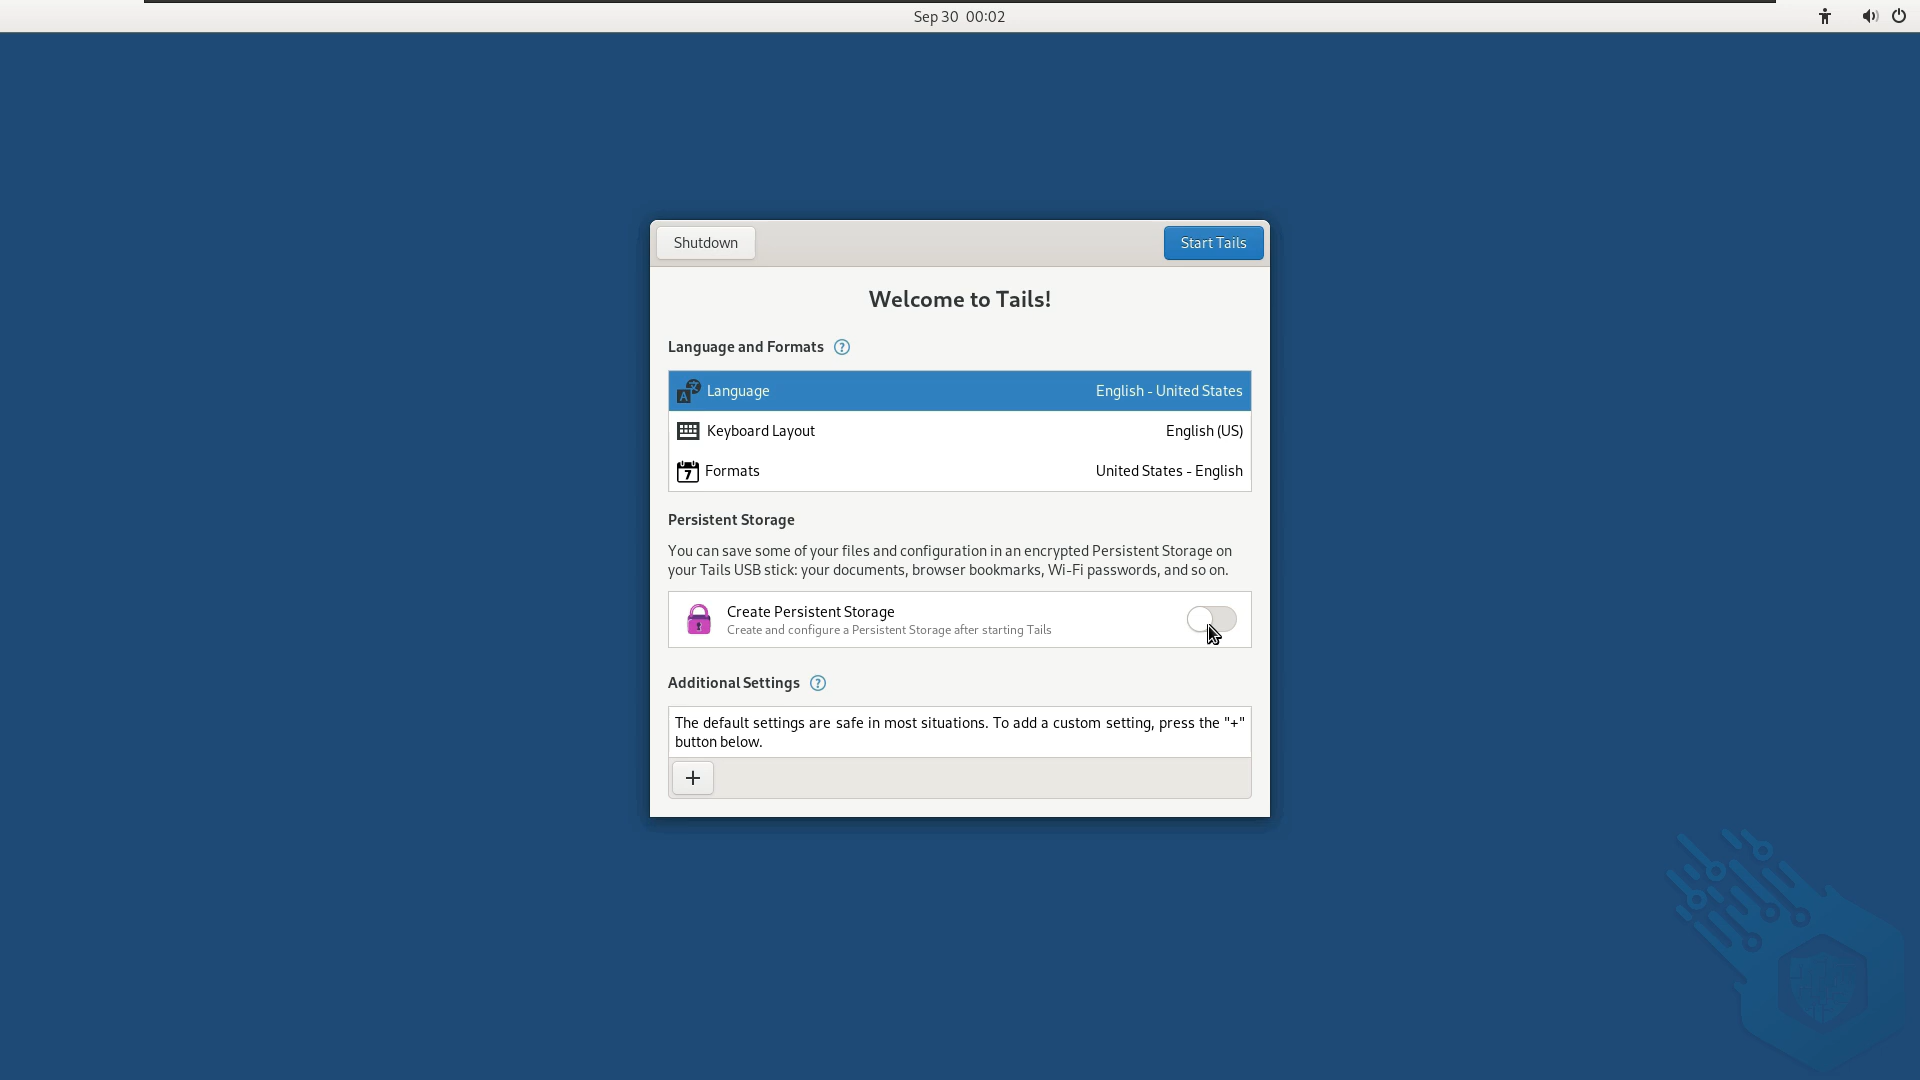 Sep 30 00:02
Shutdown
Start Tails
Welcome to Tails!
Language and Formats ?
Language English - United States
Keyboard Layout English (US)
7 Formats United States - English
Persistent Storage
You can save some of your files and configuration in an encrypted Persistent Storage on
your Tails USB stick: your documents, browser bookmarks, Wi-Fi passwords, and so on.
Create Persistent Storage
Create and configure a Persistent Storage after starting Tails
Additional Settings ?
The default settings are safe in most situations. To add a custom setting, press the "+"
button below.
+